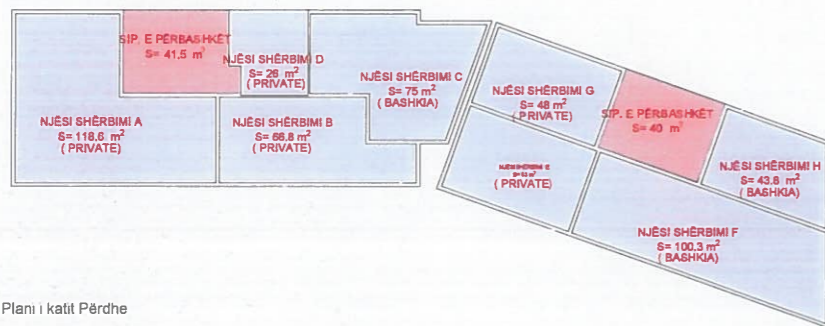 SIP. E PËRBASHKËT
S= 41.5 m²
NJËSI SHËRBIMI D
S= 26 m²
( PRIVATE)
NJËSI SHËRBIMI C
S= 75 m²
( BASHKIA)
NJËSI SHËRBIMI A
S= 118.6 m²
( PRIVATE)
NJËSI SHËRBIMI B
S= 66.8 m²
( PRIVATE)
NJËSI SHËRBIMI G
S= 48 m²
( PRIVATE)
SIP. E PËRBASHKËT
S= 40 m²
NJËSI SHËRBIMI H
S= 43.8 m²
( BASHKIA)
NJËSI SHËRBIMI E
( PRIVATE)
NJËSI SHËRBIMI F
S= 100.3 m²
( BASHKIA)
Plani i katit Përdhe